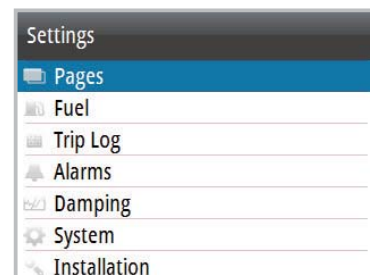 Settings
Pages
Fuel
Trip Log
Alarms
Damping
System
Installation